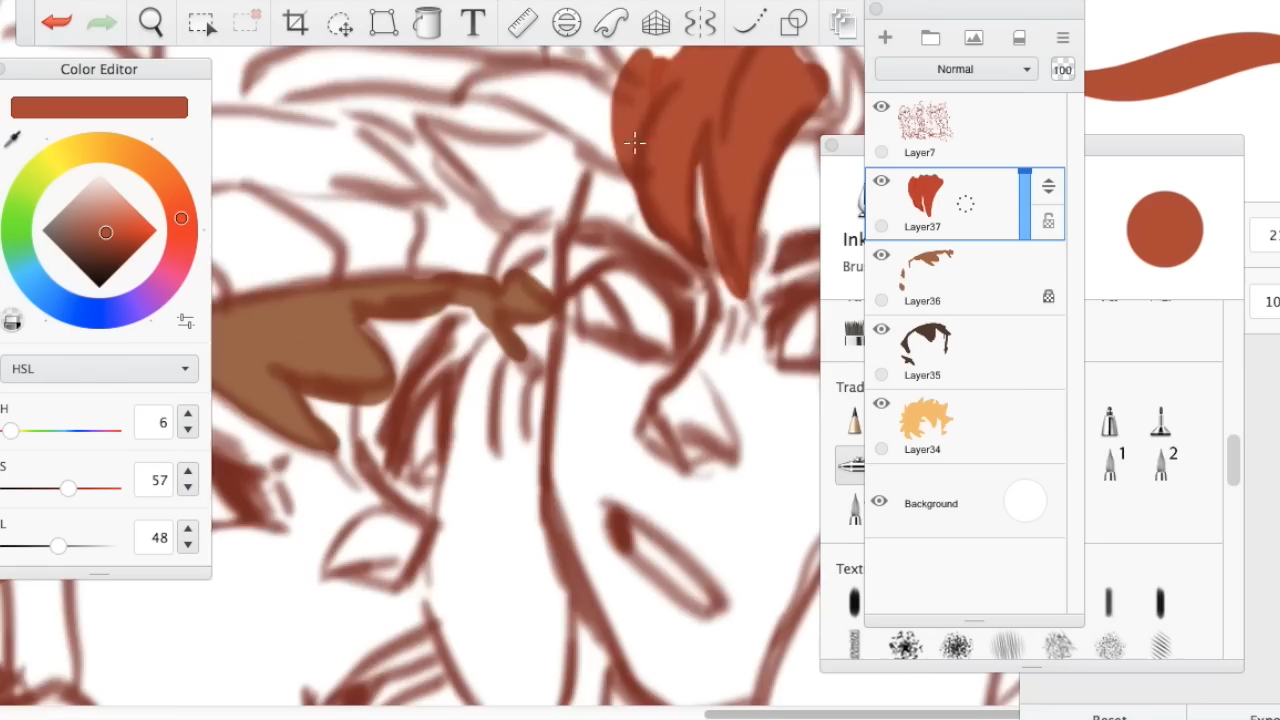 T
Color Editor
HSL
H
6
S
57
L
48
Normal
100
Layer7
Layer37
Layer36
Layer35
Layer34
Background
Ink
Bru
Trad
1
2
Text
10
Reset